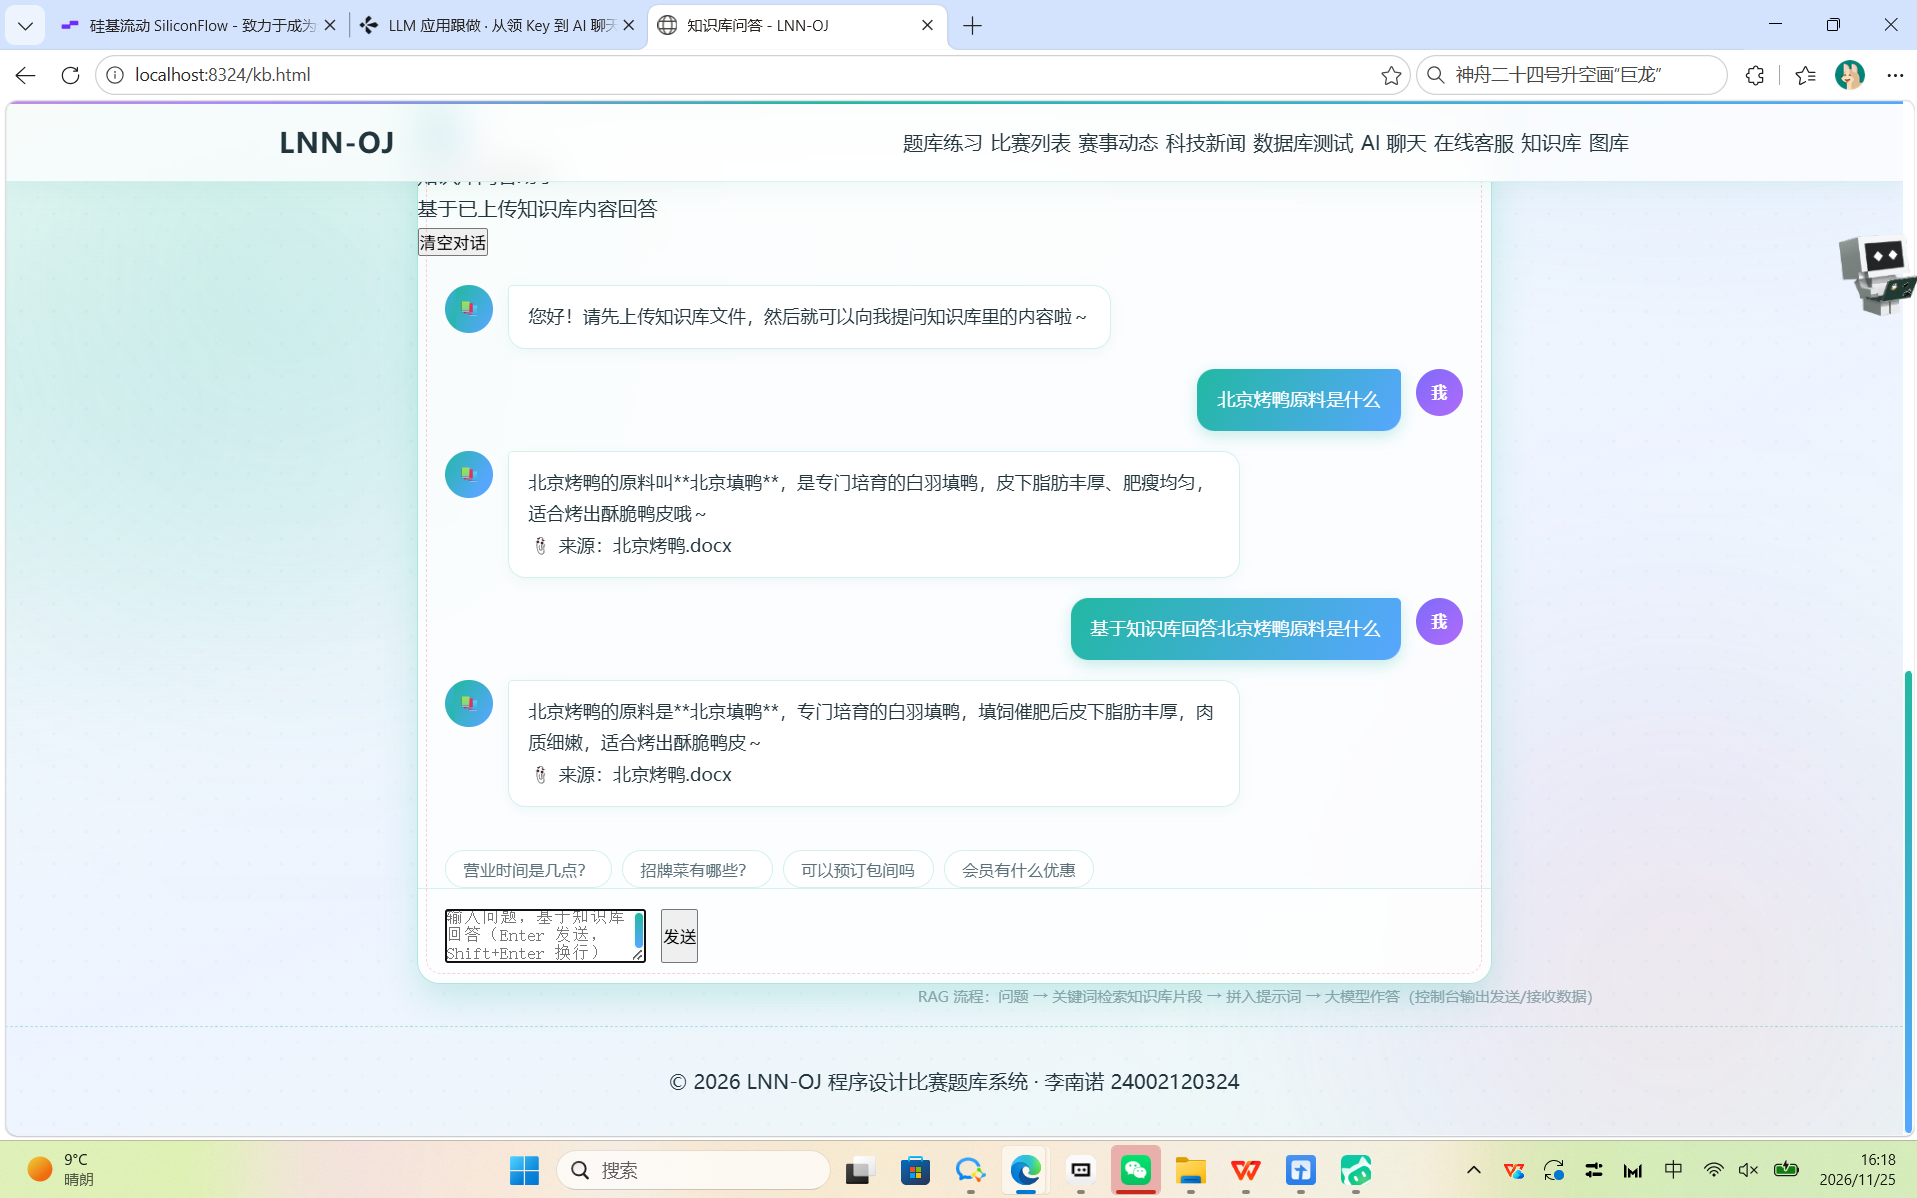 硅基流动 SiliconFlow - 致力于成为
LLM 应用跟做 · 从领 Key 到 AI 聊天
知识库问答 - LNN-OJ
localhost:8324/kb.html
神舟二十四号升空画“巨龙”
LNN-OJ
题库练习 比赛列表 赛事动态 科技新闻 数据库测试 AI 聊天 在线客服 知识库 图库
基于已上传知识库内容回答
清空对话
您好！请先上传知识库文件，然后就可以向我提问知识库里的内容啦～
北京烤鸭原料是什么
我
北京烤鸭的原料叫**北京填鸭**，是专门培育的白羽填鸭，皮下脂肪丰厚、肥瘦均匀，
适合烤出酥脆鸭皮哦～
来源：北京烤鸭.docx
基于知识库回答北京烤鸭原料是什么
我
北京烤鸭的原料是**北京填鸭**，专门培育的白羽填鸭，填饲催肥后皮下脂肪丰厚，肉
质细嫩，适合烤出酥脆鸭皮～
来源：北京烤鸭.docx
营业时间是几点？
招牌菜有哪些？
可以预订包间吗
会员有什么优惠
输入问题，基于知识库
回答（Enter 发送，
Shift+Enter 换行）
发送
RAG 流程：问题 → 关键词检索知识库片段 → 拼入提示词 → 大模型作答（控制台输出发送/接收数据）
© 2026 LNN-OJ 程序设计比赛题库系统 · 李南诺 24002120324
9°C
晴朗
搜索
中
16:18
2026/11/25